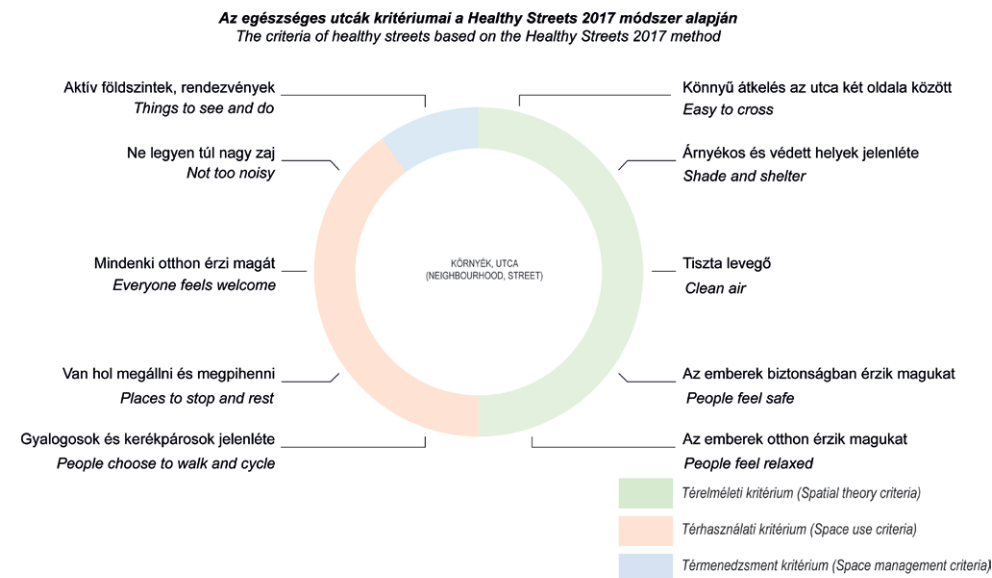 Az egészséges utcák kritériumai a Healthy Streets 2017 módszer alapján
The criteria of healthy streets based on the Healthy Streets 2017 method
Aktív földszintek, rendezvények
Things to see and do
Ne legyen túl nagy zaj
Not too noisy
Mindenki otthon érzi magát
Everyone feels welcome
Van hol megállni és megpihenni
Places to stop and rest
Gyalogosok és kerékpárosok jelenléte
People choose to walk and cycle
KÖRNYÉK, UTCA
(NEIGHBOURHOOD, STREET)
Könnyű átkelés az utca két oldala között
Easy to cross
Árnyékos és védett helyek jelenléte
Shade and shelter
Tiszta levegő
Clean air
Az emberek biztonságban érzik magukat
People feel safe
Az emberek otthon érzik magukat
People feel relaxed
Térelméleti kritérium (Spatial theory criteria)
Térhasználati kritérium (Space use criteria)
Térmenedzsment kritérium (Space management criteria)